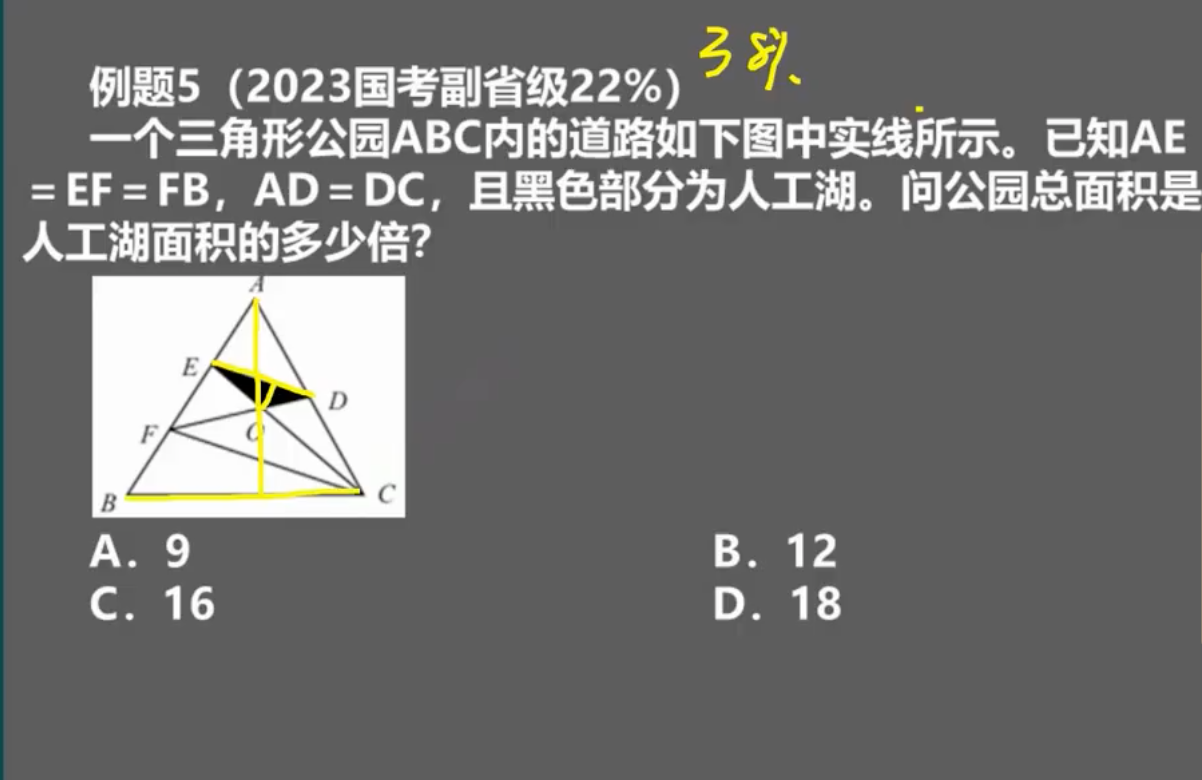 3 别、
例题5（2023国考副省级22%）
一个三角形公园ABC内的道路如下图中实线所示。已知AE
＝EF＝FB，AD＝DC，且黑色部分为人工湖。问公园总面积是
人工湖面积的多少倍？
A
E
D
F
O
B
C
A．9
B．12
C．16
D．18